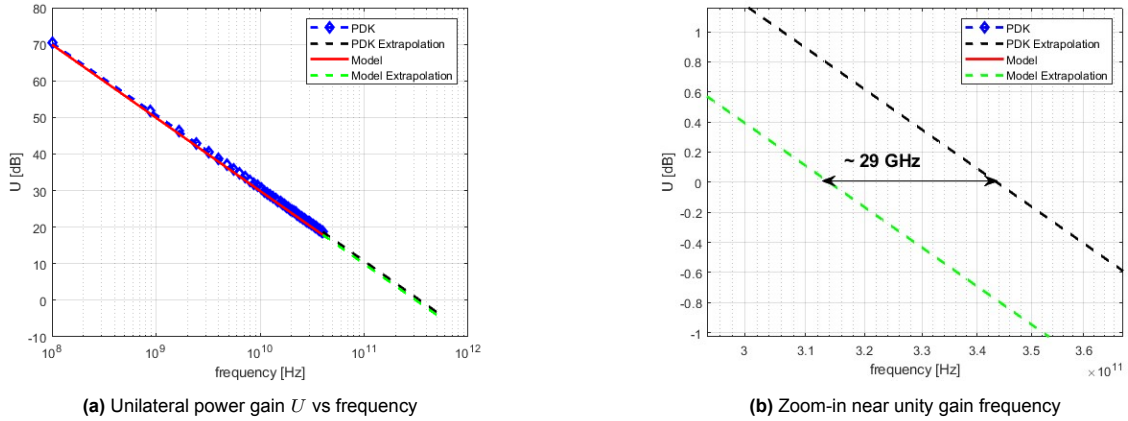 80
70
60
50
40
30
20
10
0
-10
U [dB]
10^8
10^9
10^10
10^11
10^12
frequency [Hz]
PDK
PDK Extrapolation
Model
Model Extrapolation
(a) Unilateral power gain U vs frequency
1
0.8
0.6
0.4
0.2
0
-0.2
-0.4
-0.6
-0.8
-1
U [dB]
3
3.1
3.2
3.3
3.4
3.5
3.6
frequency [Hz]
× 10^11
PDK
PDK Extrapolation
Model
Model Extrapolation
~ 29 GHz
(b) Zoom-in near unity gain frequency